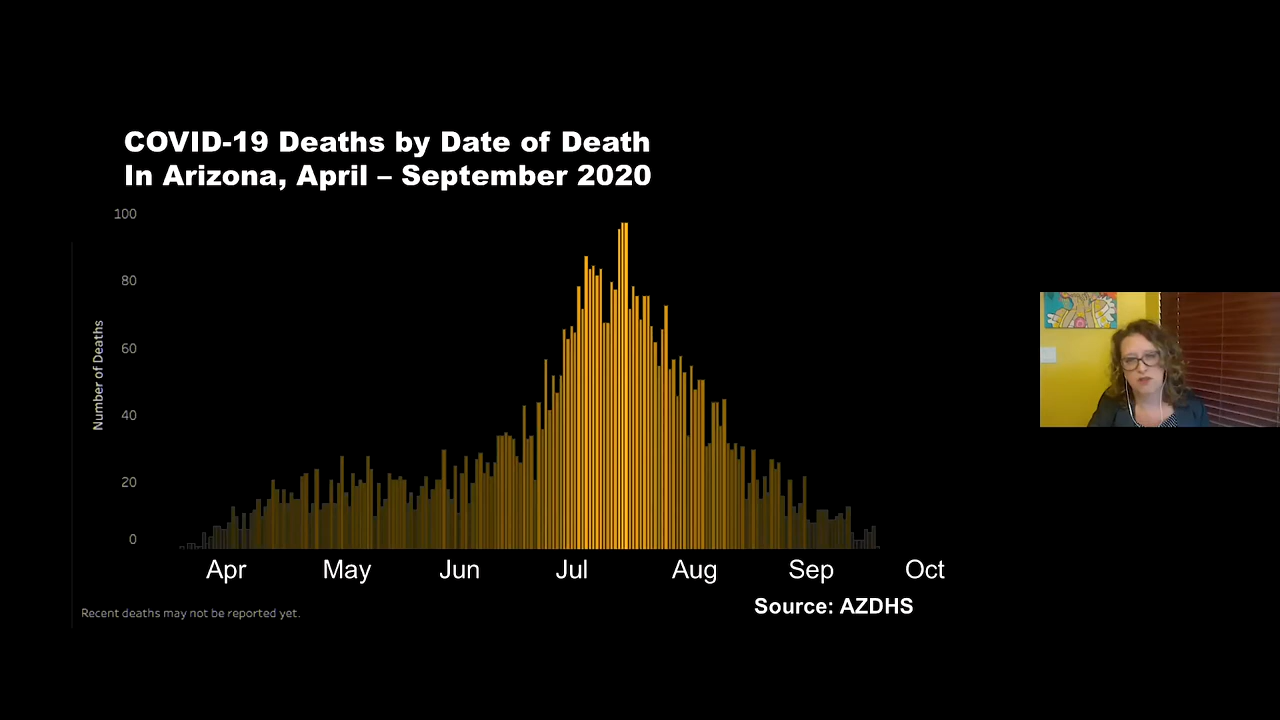 COVID-19 Deaths by Date of Death
In Arizona, April – September 2020
100
80
60
40
20
0
Number of Deaths
Apr May Jun Jul Aug Sep Oct
Source: AZDHS
Recent deaths may not be reported yet.